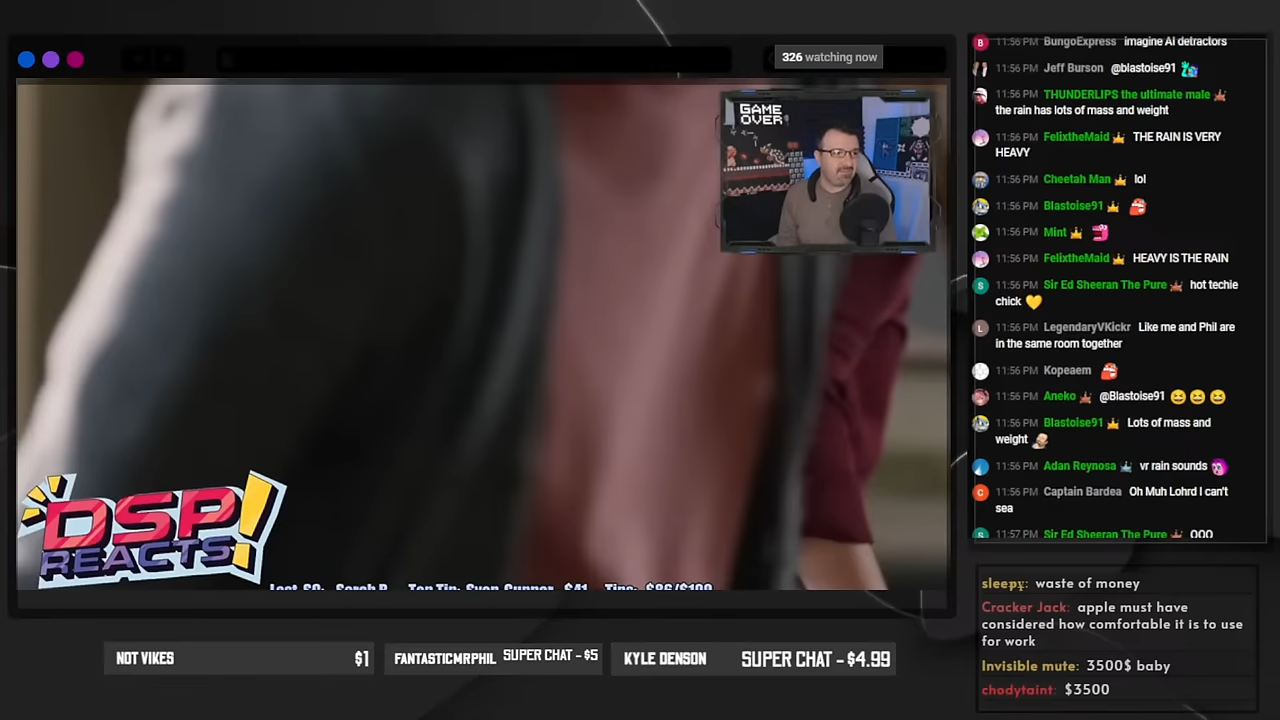 326 watching now
GAME
OVER
DSP
REACTS!
Tips: $86/$100
NOT VIKES $1
FANTASTICMRPHIL SUPER CHAT - $5
KYLE DENSON SUPER CHAT - $4.99
11:56 PM BungoExpress imagine AI detractors
11:56 PM Jeff Burson @blastoise91
11:56 PM THUNDERLIPS the ultimate male
the rain has lots of mass and weight
11:56 PM FelixtheMaid THE RAIN IS VERY
HEAVY
11:56 PM Cheetah Man lol
11:56 PM Blastoise91
11:56 PM Mint
11:56 PM FelixtheMaid HEAVY IS THE RAIN
11:56 PM Sir Ed Sheeran The Pure hot techie
chick 💛
11:56 PM LegendaryVKickr Like me and Phil are
in the same room together
11:56 PM Kopeaem
11:56 PM Aneko @Blastoise91 😆 😆 😆
11:56 PM Blastoise91 Lots of mass and
weight
11:56 PM Adan Reynosa vr rain sounds
11:56 PM Captain Bardea Oh Muh Lohrd I can't
sea
11:57 PM Sir Ed Sheeran The Pure OOO
sleepy: waste of money
Cracker Jack: apple must have
considered how comfortable it is to use
for work
Invisible mute: 3500$ baby
chodytaint: $3500